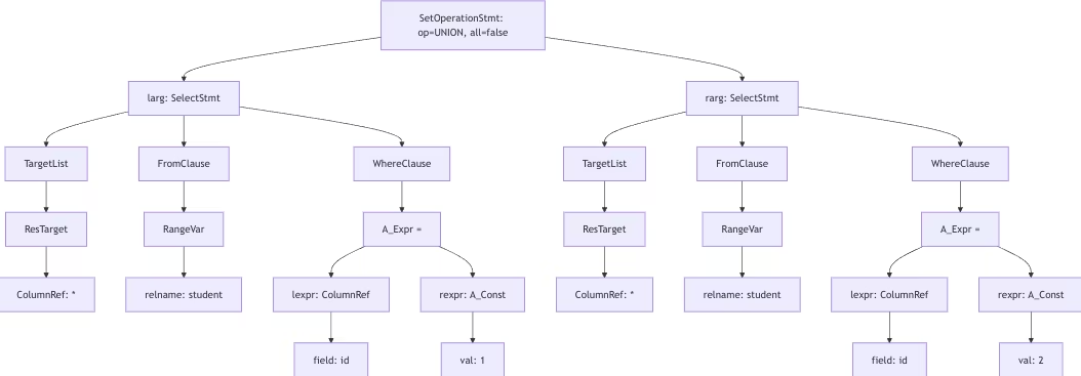 SetOperationStmt:
op=UNION, all=false
larg: SelectStmt
rarg: SelectStmt
TargetList
FromClause
WhereClause
TargetList
FromClause
WhereClause
ResTarget
RangeVar
A_Expr =
ResTarget
RangeVar
A_Expr =
ColumnRef: *
relname: student
lexpr: ColumnRef
rexpr: A_Const
ColumnRef: *
relname: student
lexpr: ColumnRef
rexpr: A_Const
field: id
val: 1
field: id
val: 2